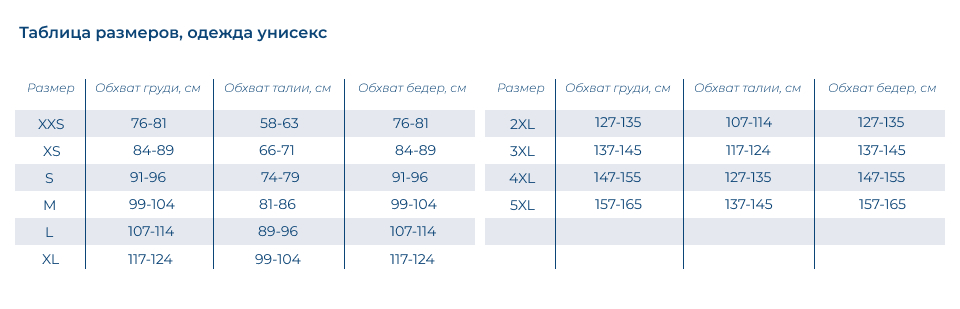 Таблица размеров, одежда унисекс
Размер Обхват груди, см Обхват талии, см Обхват бедер, см Размер Обхват груди, см Обхват талии, см Обхват бедер, см
XXS 76-81 58-63 76-81 2XL 127-135 107-114 127-135
XS 84-89 66-71 84-89 3XL 137-145 117-124 137-145
S 91-96 74-79 91-96 4XL 147-155 127-135 147-155
M 99-104 81-86 99-104 5XL 157-165 137-145 157-165
L 107-114 89-96 107-114
XL 117-124 99-104 117-124